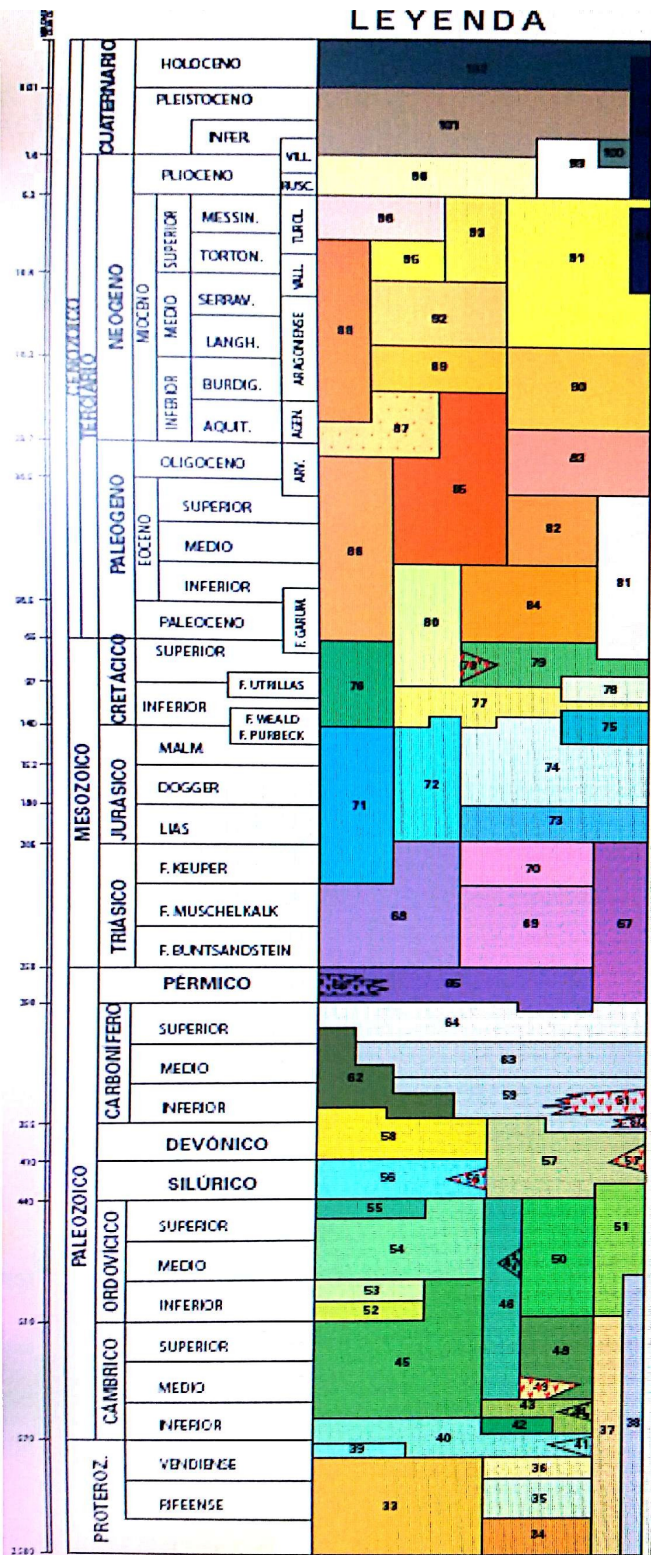 LEYENDA
CUATERNARIO
HOLOCENO
PLEISTOCENO
101
INFER.
VILL.
99
100
CENOZOICO
TERCIARIO
NEOGENO
PLIOCENO
RUSC.
MIOCENO
SUPERIOR
MESSIN.
TUROL.
TORTON.
95
93
91
VALL.
MEDIO
SERRAV.
92
LANGH.
ARAGONIENSE
INFERIOR
BURDIG.
89
90
AQUIT.
AGEN.
87
PALEOGENO
OLIGOCENO
ARV.
83
EOCENO
SUPERIOR
85
82
MEDIO
INFERIOR
81
PALEOCENO
F. GARUM.
80
84
MESOZOICO
CRETÁCICO
SUPERIOR
79
F. UTRILLAS
76
78
INFERIOR
77
F. WEALD
F. PURBECK
75
JURÁSICO
MALM
72
74
DOGGER
71
LIAS
73
TRIÁSICO
F. KEUPER
70
F. MUSCHELKALK
68
69
67
F. BUNTSANDSTEIN
PALEOZOICO
PÉRMICO
CARBONÍFERO
SUPERIOR
64
MEDIO
63
62
INFERIOR
59
61
DEVÓNICO
58
57
SILÚRICO
56
ORDOVÍCICO
55
SUPERIOR
51
54
50
MEDIO
53
46
INFERIOR
52
CÁMBRICO
SUPERIOR
48
45
MEDIO
49
43
INFERIOR
42
37
38
40
39
41
PROTEROZ.
VENDIENSE
36
RIFEENSE
33
35
34